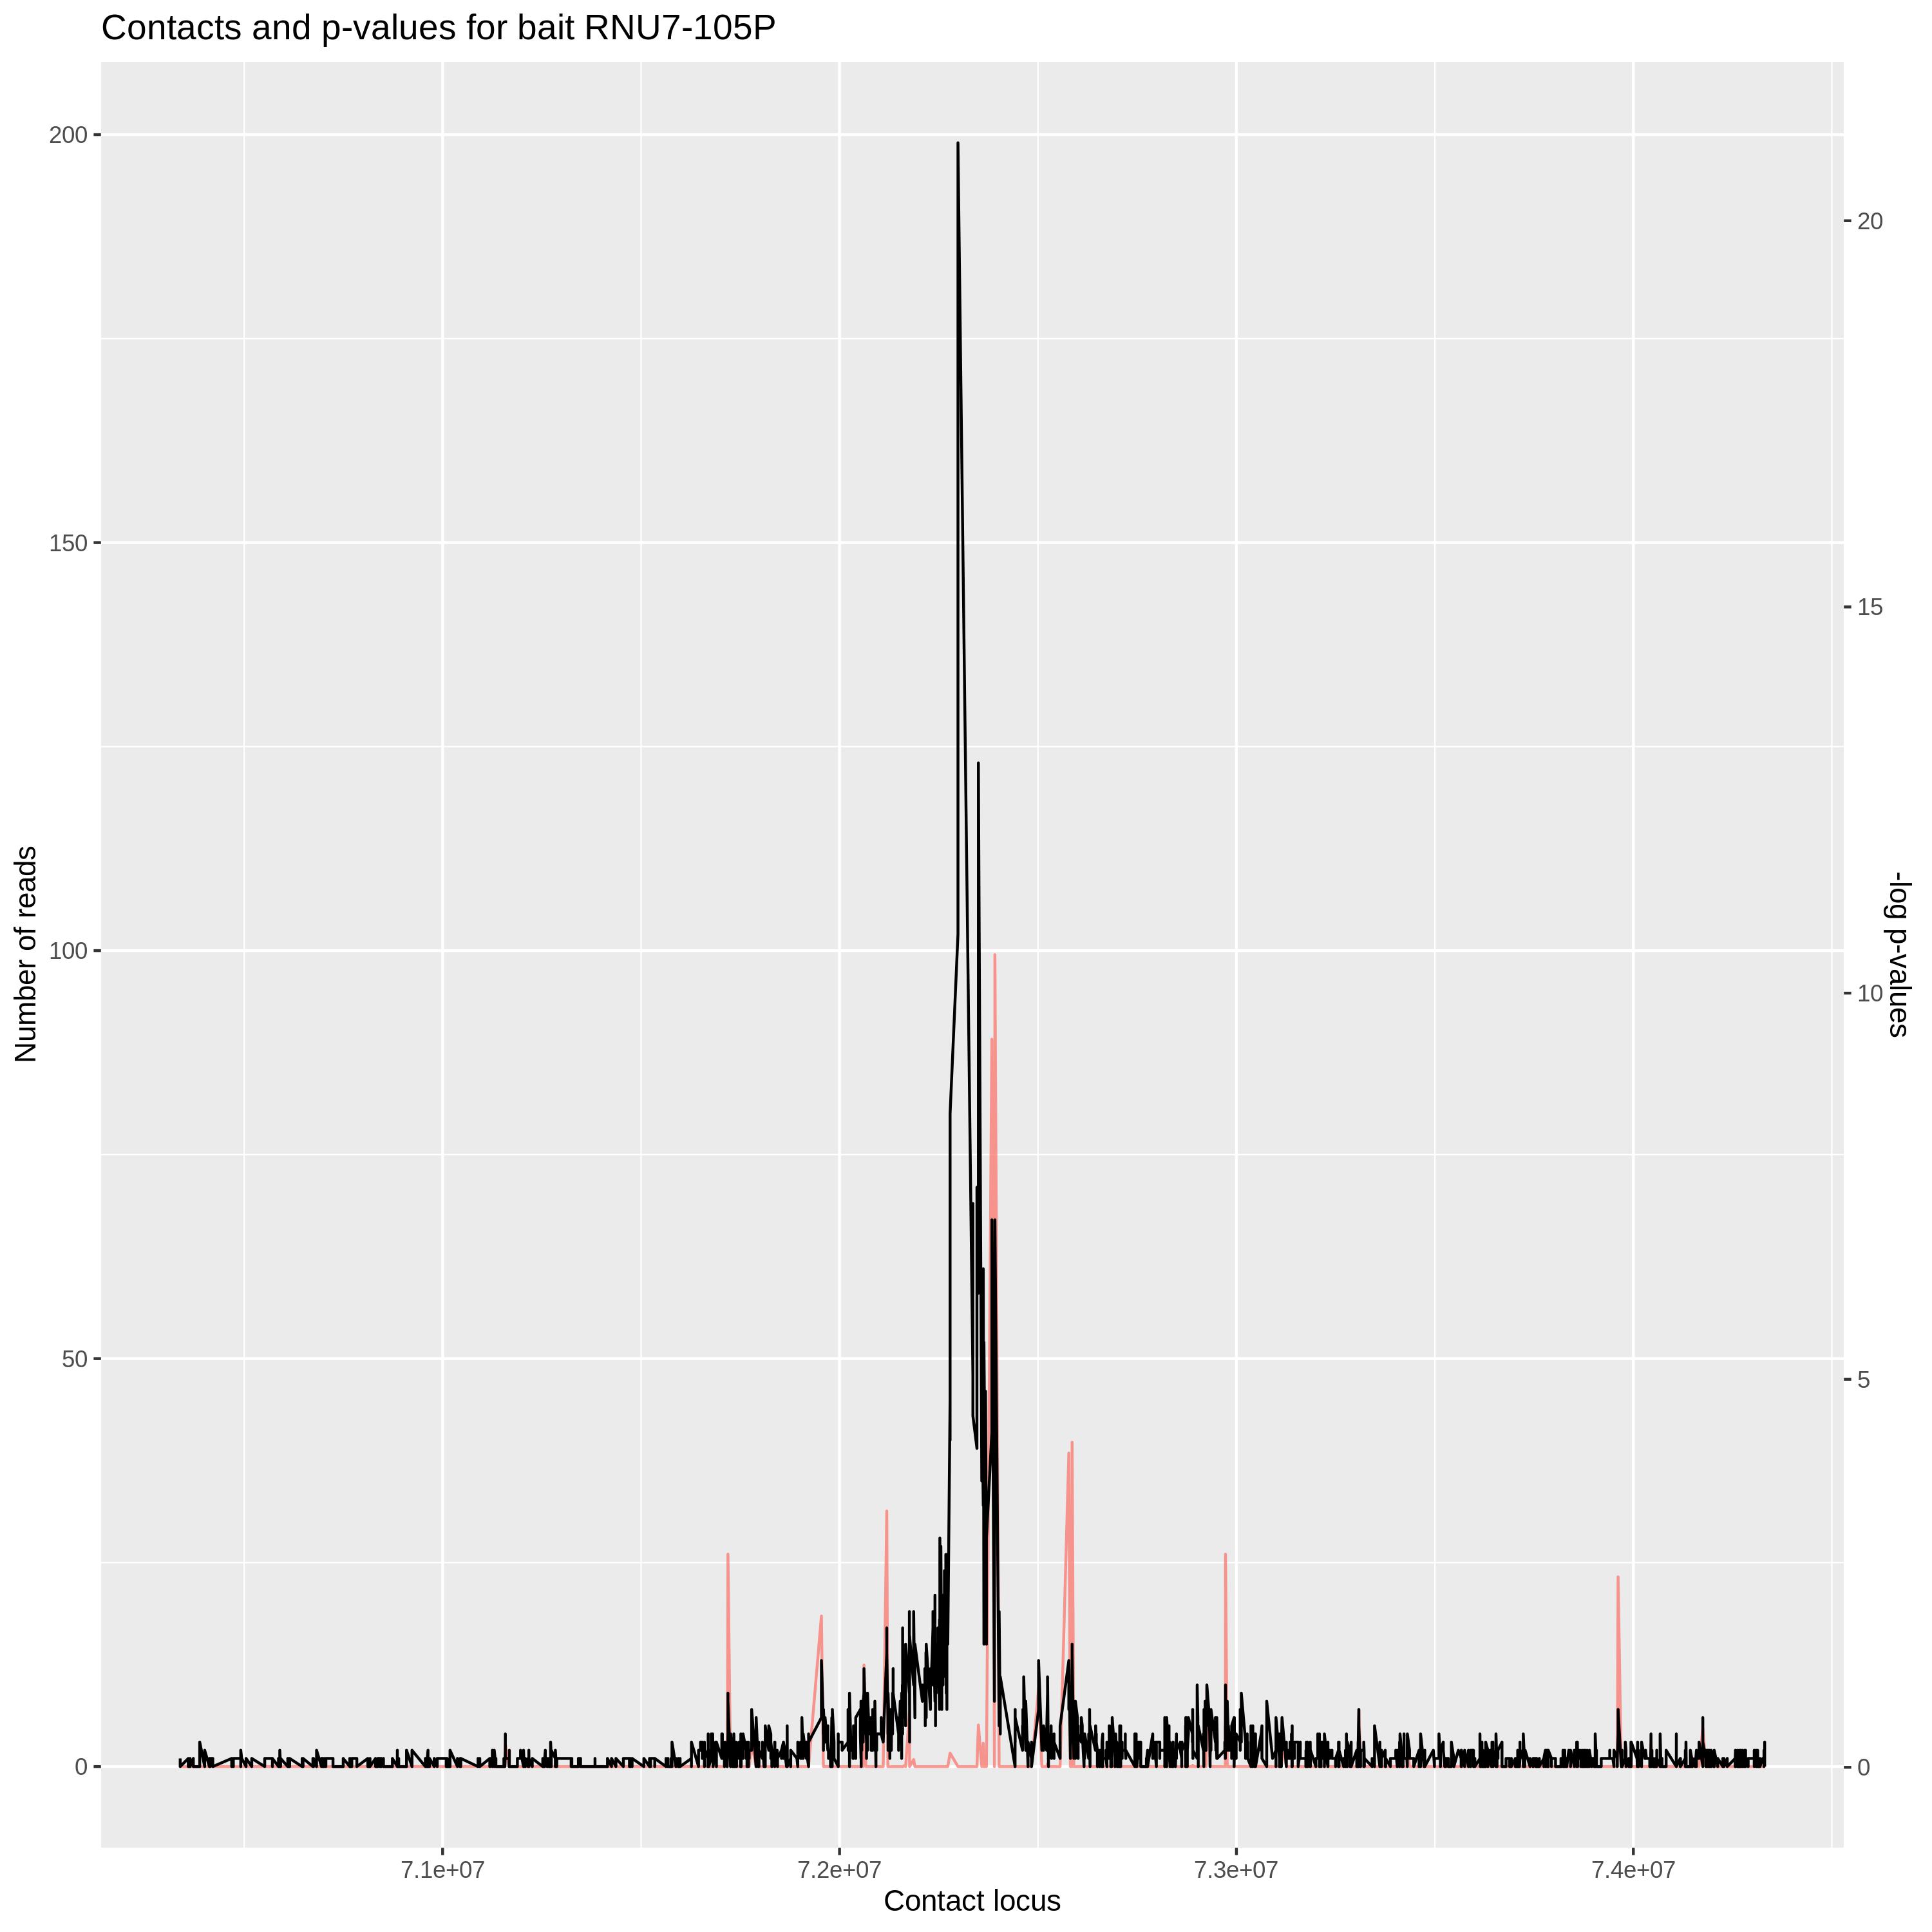 Contacts and p-values for bait RNU7-105P
200
150
100
50
0
Number of reads
20
15
10
5
0
-log p-values
7.1e+07
7.2e+07
7.3e+07
7.4e+07
Contact locus